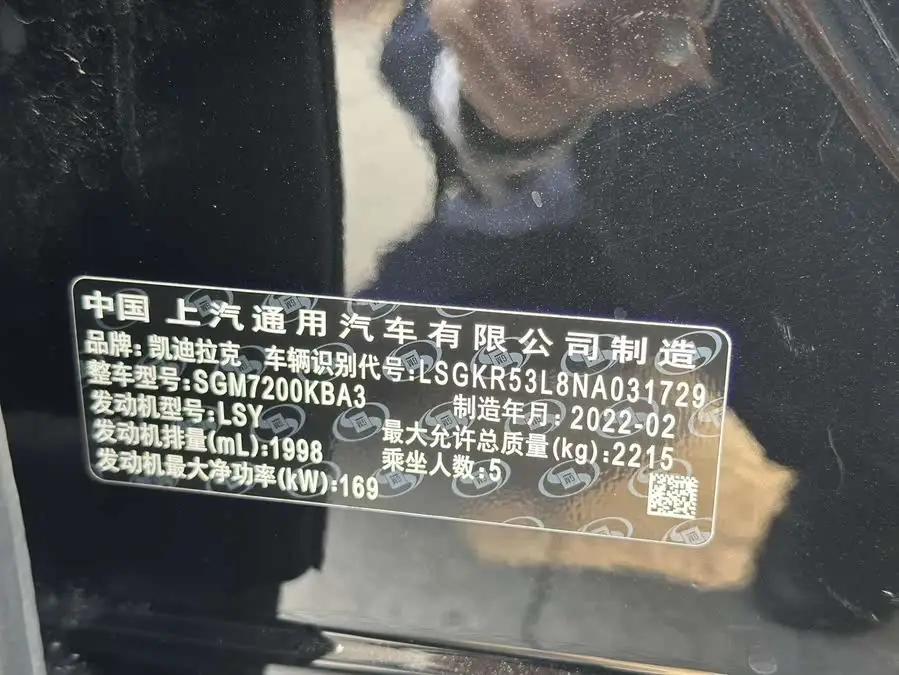 中国 上汽通用汽车有限公司制造
品牌:凯迪拉克 车辆识别代号:LSGKR53L8NA031729
整车型号:SGM7200KBA3 制造年月:2022-02
发动机型号:LSY 最大允许总质量(kg):2215
发动机排量(mL):1998 乘坐人数:5
发动机最大净功率(kW):169